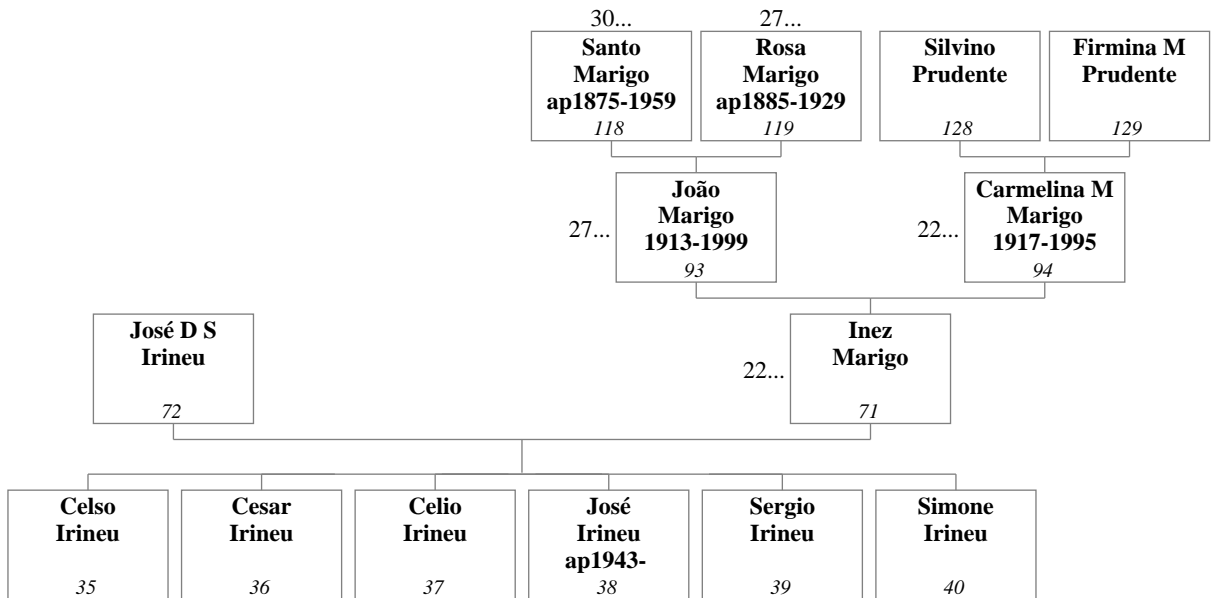 30... 27...
Santo
Marigo
ap1875-1959
118
Rosa
Marigo
ap1885-1929
119
Silvino
Prudente
128
Firmina M
Prudente
129
27...
João
Marigo
1913-1999
93
22...
Carmelina M
Marigo
1917-1995
94
José D S
Irineu
72
22...
Inez
Marigo
71
Celso
Irineu
35
Cesar
Irineu
36
Celio
Irineu
37
José
Irineu
ap1943-
38
Sergio
Irineu
39
Simone
Irineu
40